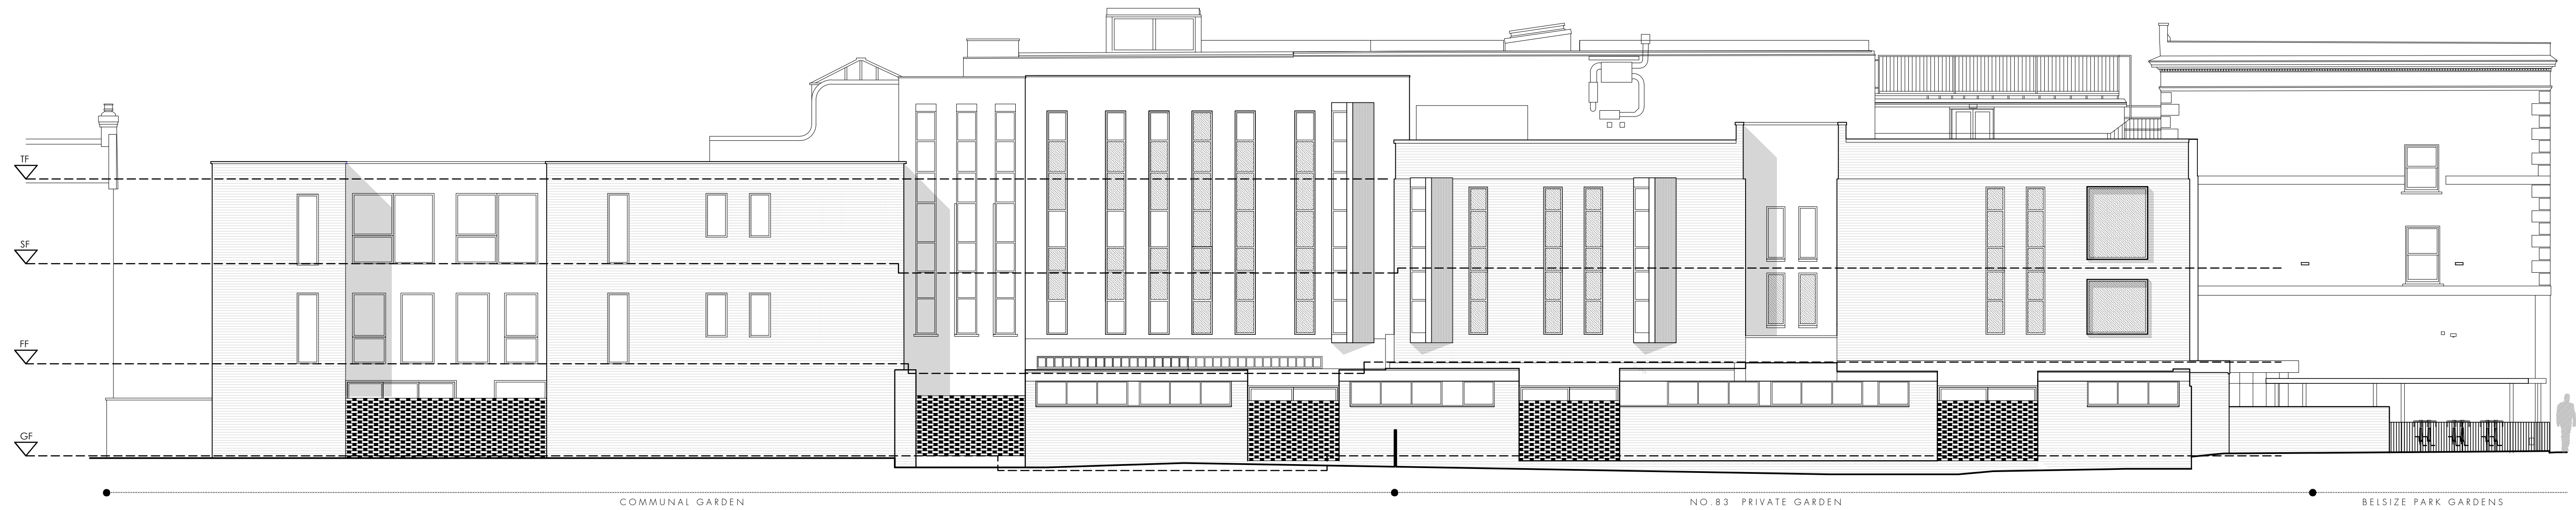 TF
SF
FF
GF
COMMUNAL GARDEN
NO.83 PRIVATE GARDEN
BELSIZE PARK GARDENS